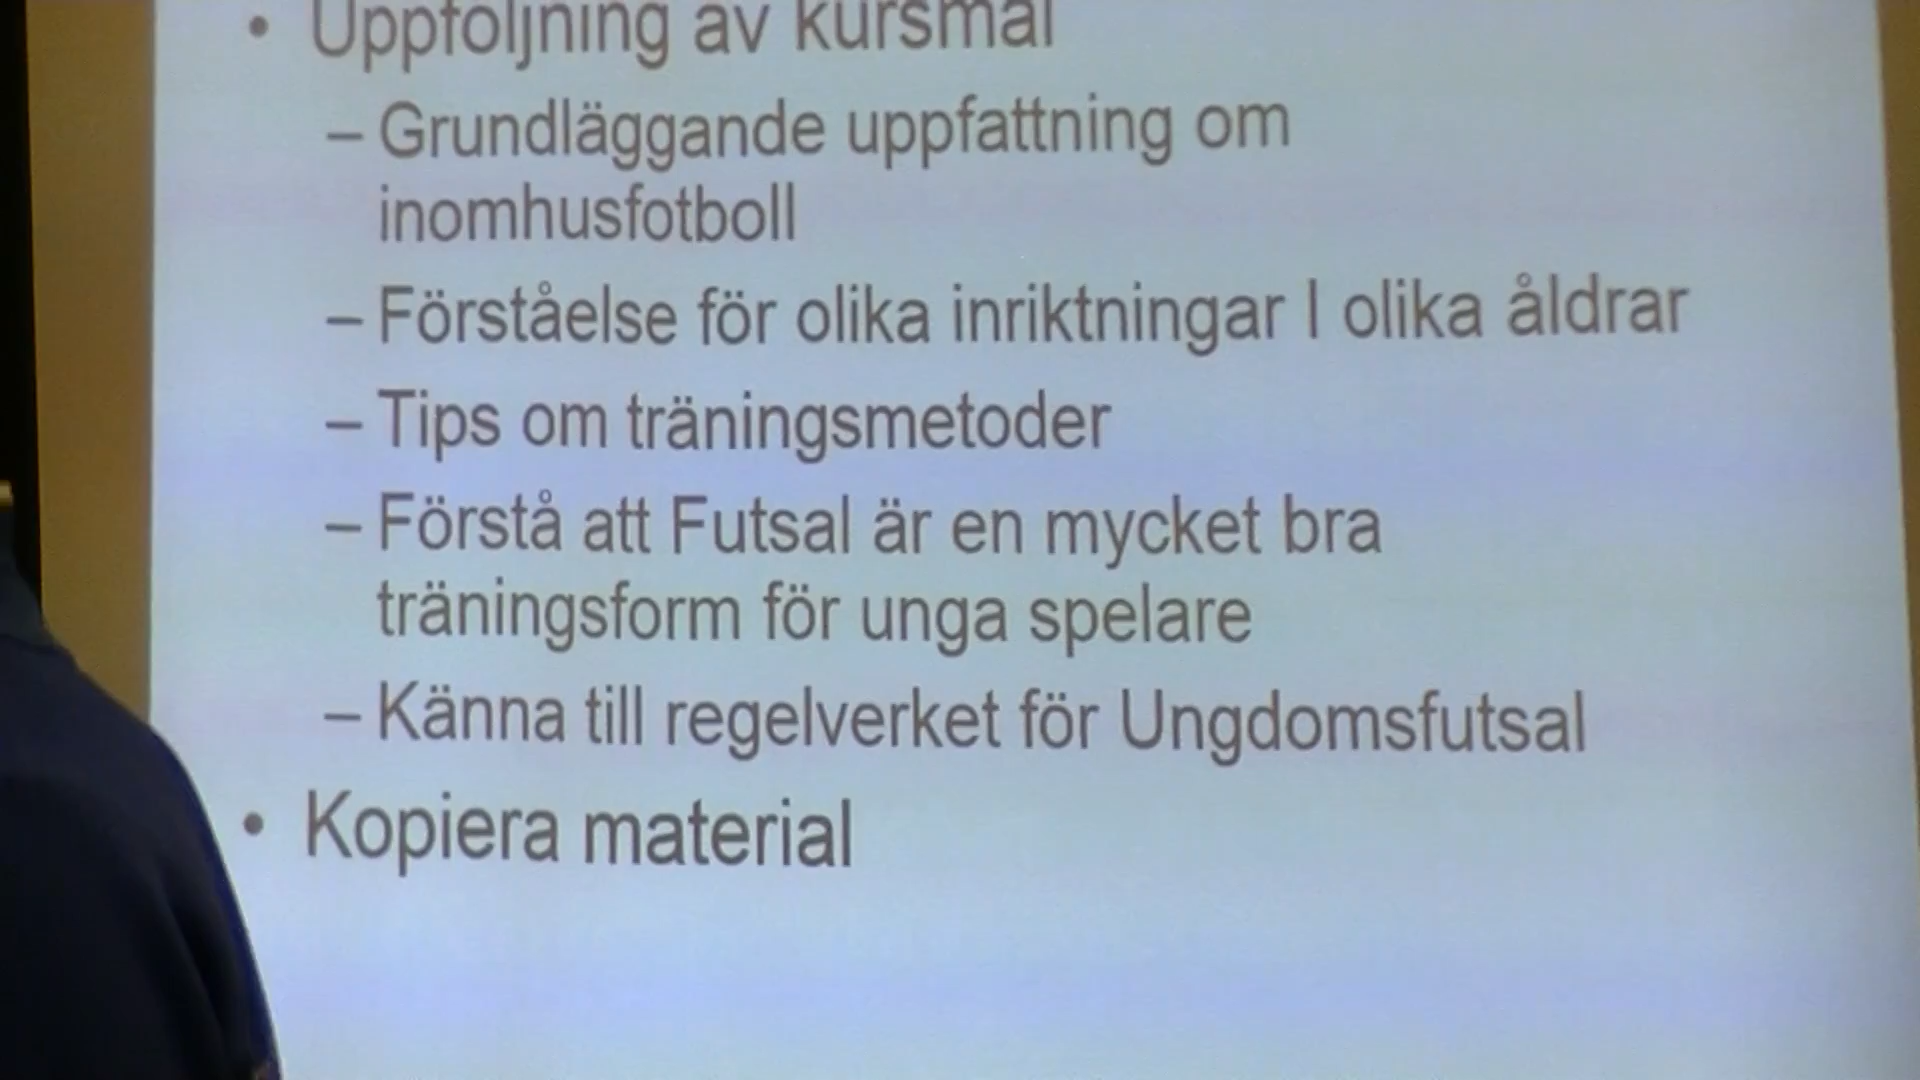 • Uppföljning av kursmål
– Grundläggande uppfattning om
inomhusfotboll
– Förståelse för olika inriktningar I olika åldrar
– Tips om träningsmetoder
– Förstå att Futsal är en mycket bra
träningsform för unga spelare
– Känna till regelverket för Ungdomsfutsal
• Kopiera material